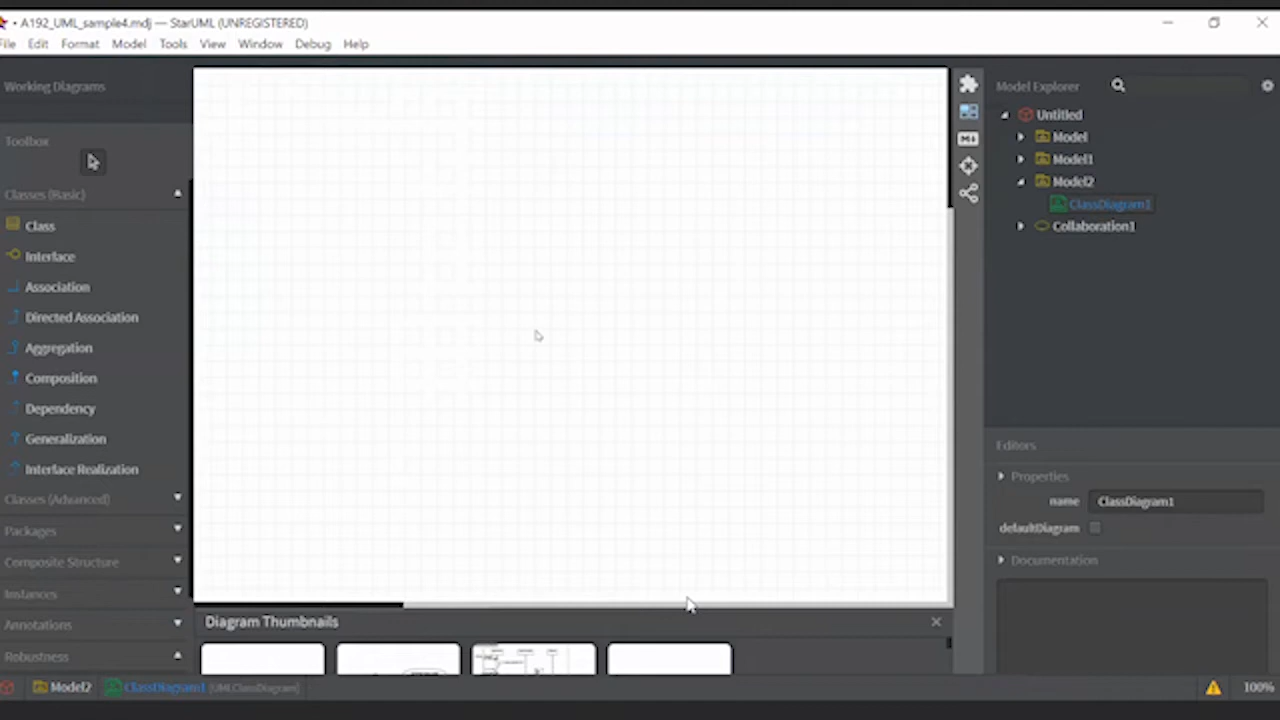 • A192_UML_sample4.mdj — StarUML (UNREGISTERED)
File Edit Format Model Tools View Window Debug Help
Working Diagrams
Toolbox
Classes (Basic)
Class
Interface
Association
Directed Association
Aggregation
Composition
Dependency
Generalization
Interface Realization
Classes (Advanced)
Packages
Composite Structure
Instances
Annotations
Robustness
Diagram Thumbnails
Model Explorer
Untitled
Model
Model1
Model2
ClassDiagram1
Collaboration1
Editors
Properties
name ClassDiagram1
defaultDiagram
Documentation
Model2 ClassDiagram1 [UMLClassDiagram]
100%